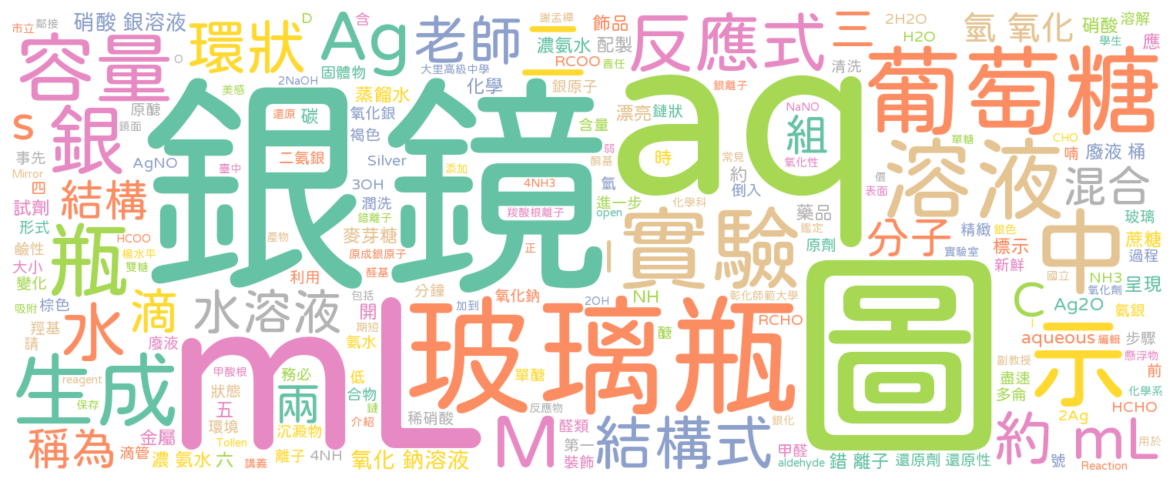 市立 鄰接 硝酸 銀溶液 環狀 Ag 老師 謝孟樺 飾品 反應式 三 2H2O 氫 氧化 硝酸 溶解
容量 D 固體物 濃氨水 RCOO 配製 責任 H2O 學生 應
O 美感 2NaOH 大里高級中學 化學 二 銀原子 清洗 葡萄糖
原醣 蒸餾水 銀離子
s 銀 鏡面 氧化銀 還原 碳 銀鏡 aq 含 含量 漂亮 鏈狀 NaNO 組 單糖 CHO
事先 AgNO 褐色 弱 時 氧化性 喃 廢液 桶
Mirror 臺中 二氨銀 Silver 添加 常見 醯基 約 倒入 溶液 價 表面 混合
四 結構 3OH 4NH3 氫 進一步 化學科 藥品 中 玻璃
試劑 潤洗 羧酸根離子 open 鑑定 精緻 銀色 蔗糖
形式 HCOO 錯離子 實驗 原劑 分子 標示 過程
鹼性 瓶 楊水平 麥芽糖 正 實驗室 新鮮
大小 雙糖 產物 醛基 原成銀原子 國立 NH3 呈現
變化 利用 l 圖 氧化劑
吸附 棕色 滴 水溶液 包括 分鐘 氧化鈉 加到 2OH NH 彰化師範大學 C Ag2O 氨銀
羥基 水 開 期短 mL 玻璃瓶 醣 RCHO l 示 aqueous 編輯 步驟
請 廢液 氨水 副教授 懸浮物
生成 reagent 甲酸根 低 單醣 盡速 前
保存 狀態 務必 兩 合物 反應物 銀化 多侖 化學系
五 鏈 稀硝酸 M 醛類 結構式 2Ag HCHO
稱為 金屬 環境 沉澱物 介紹 第一 甲醛 約 mL 用於
滴管 濃 氨水 六 Tollen 離子 4NH 氧化 鈉溶液 裝飾 aldehyde 錯 離子 還原劑 還原性 號
講義 Reaction